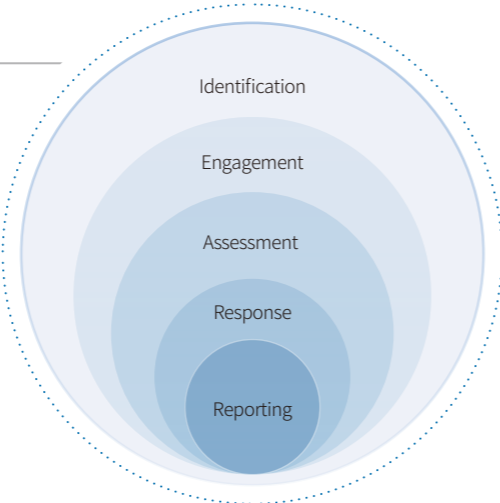 Identification
Engagement
Assessment
Response
Reporting